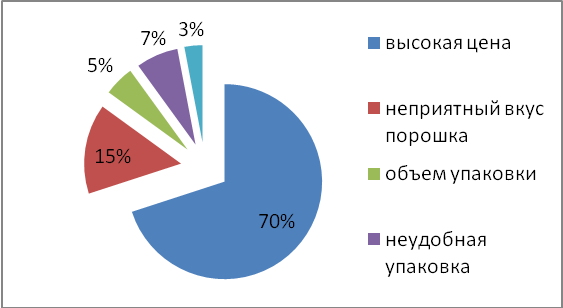 3%
7%
5%
15%
70%
высокая цена
неприятный вкус
порошка
объем упаковки
неудобная
упаковка